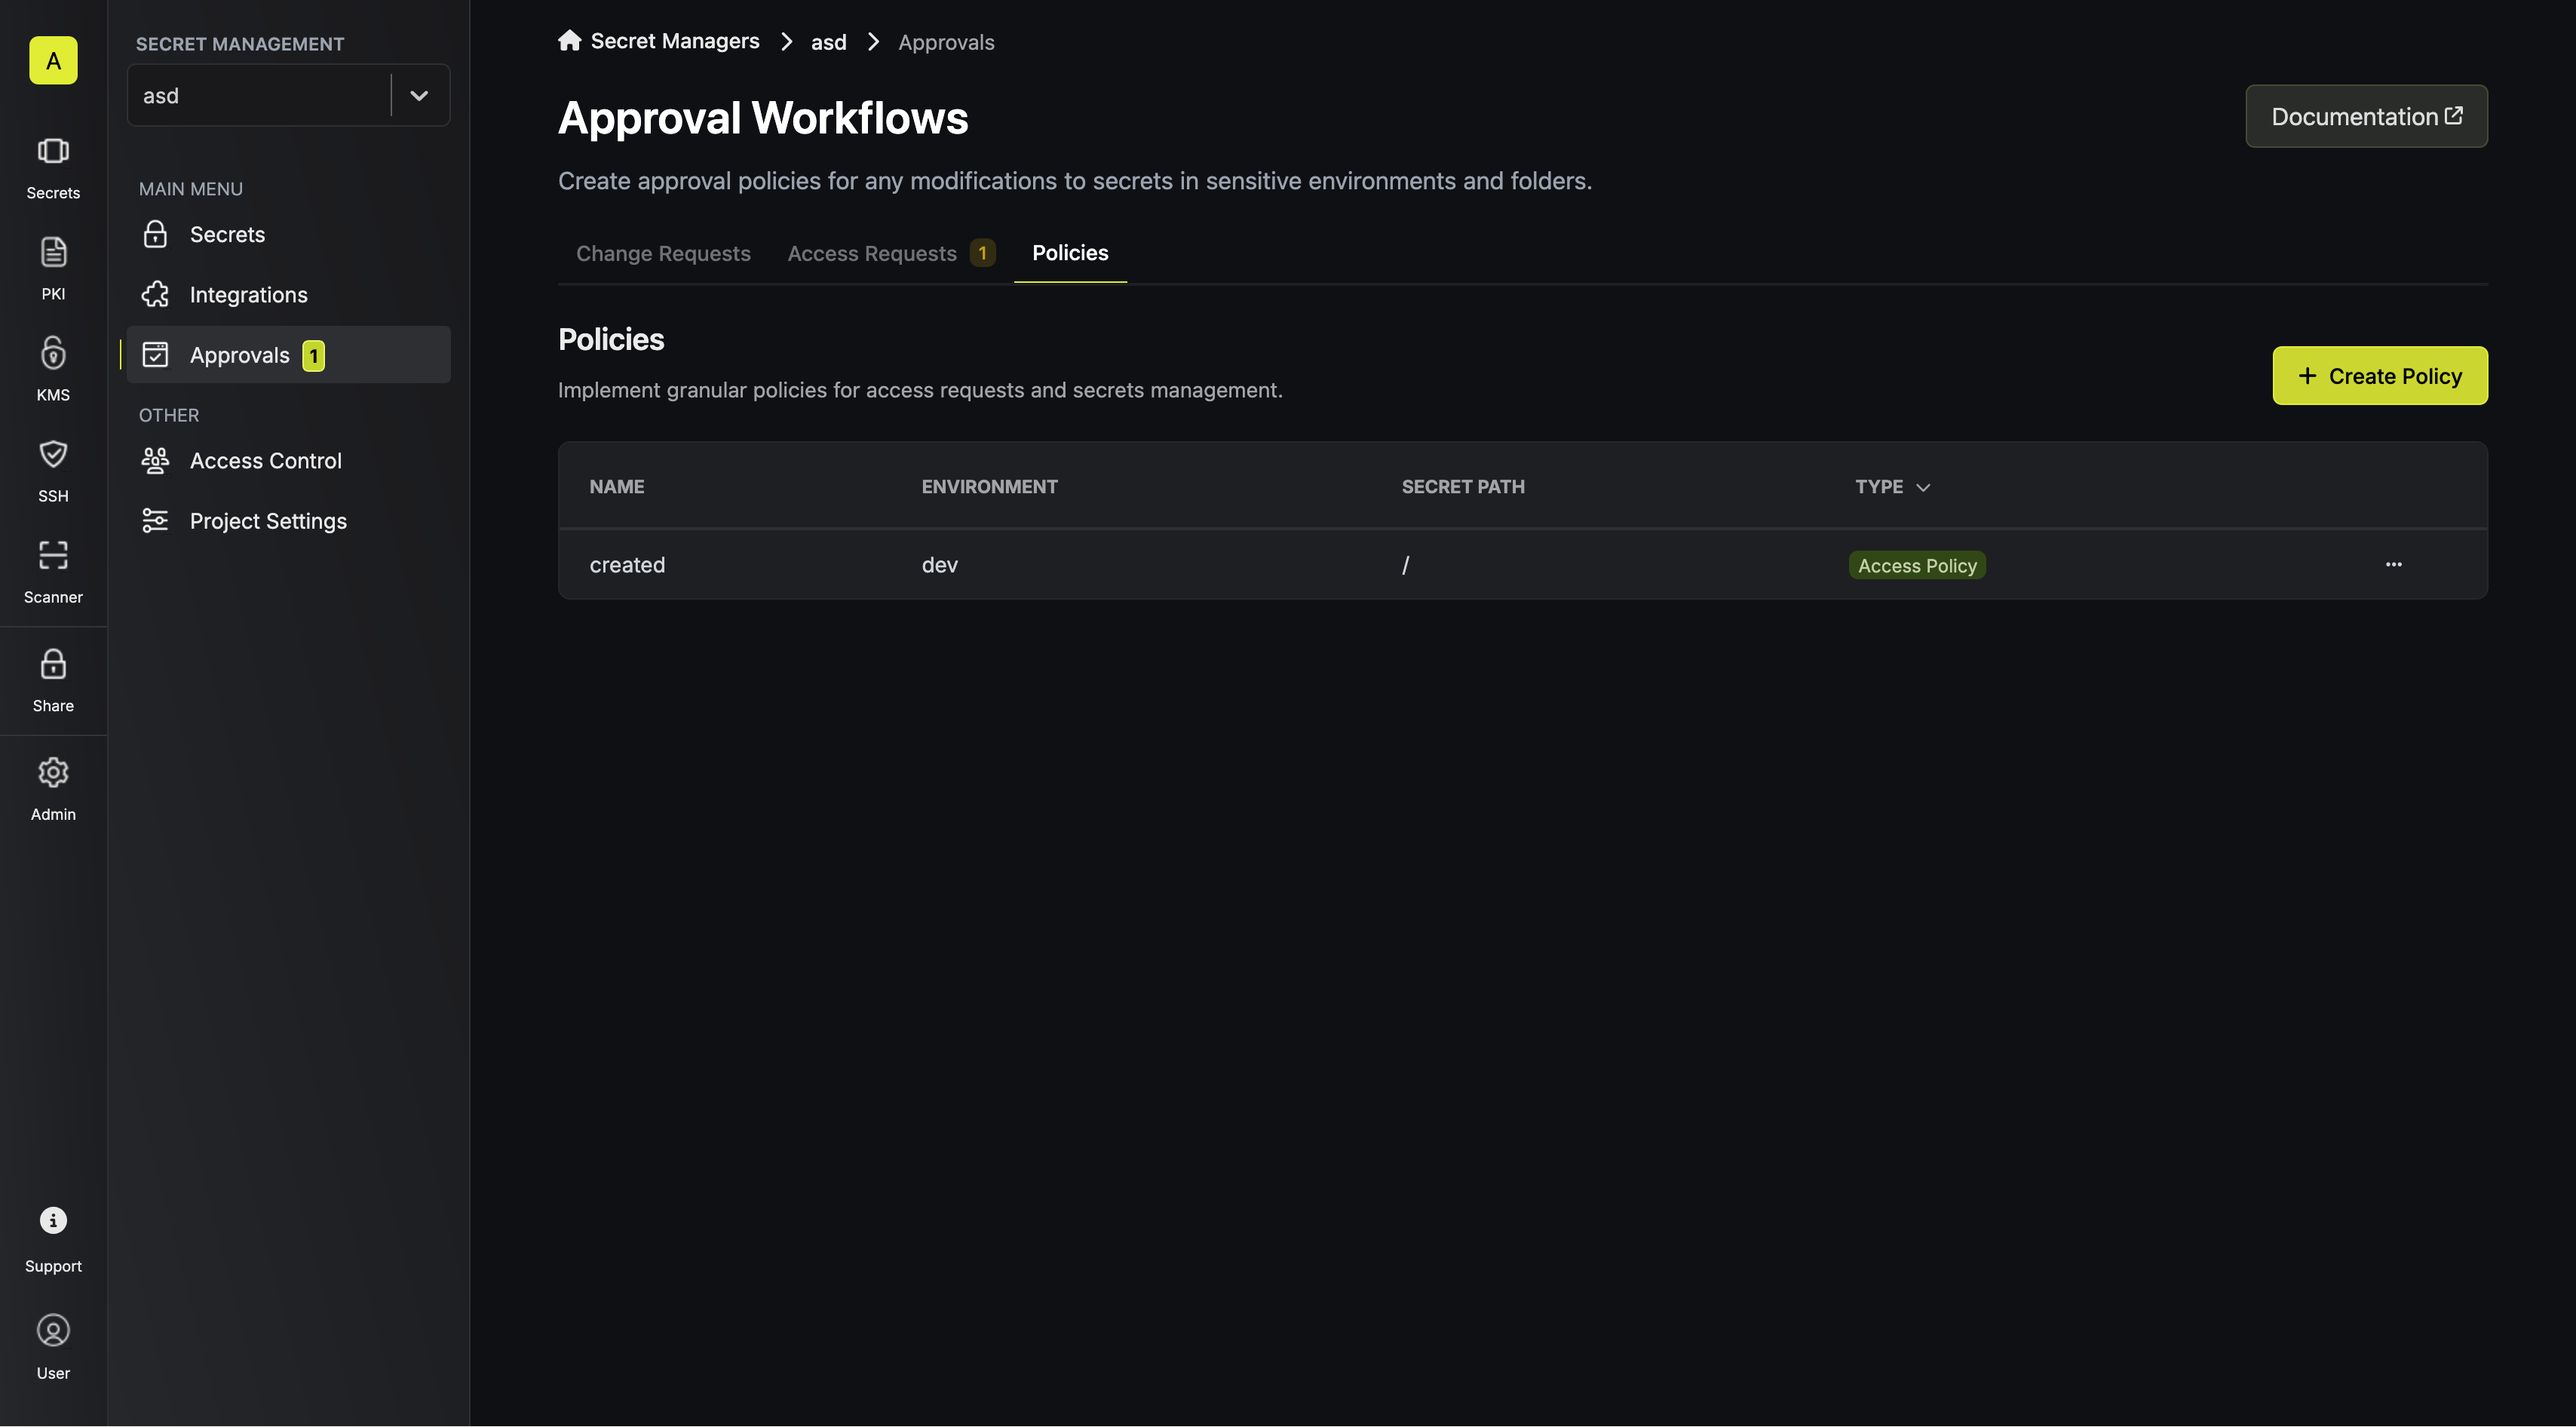 A
Secrets
PKI
KMS
SSH
Scanner
Share
Admin
Support
User
SECRET MANAGEMENT
asd
MAIN MENU
Secrets
Integrations
Approvals 1
OTHER
Access Control
Project Settings
Secret Managers asd Approvals
Approval Workflows
Documentation
Create approval policies for any modifications to secrets in sensitive environments and folders.
Change Requests Access Requests 1 Policies
Policies
Implement granular policies for access requests and secrets management.
+ Create Policy
NAME ENVIRONMENT SECRET PATH TYPE
created dev / Access Policy ...